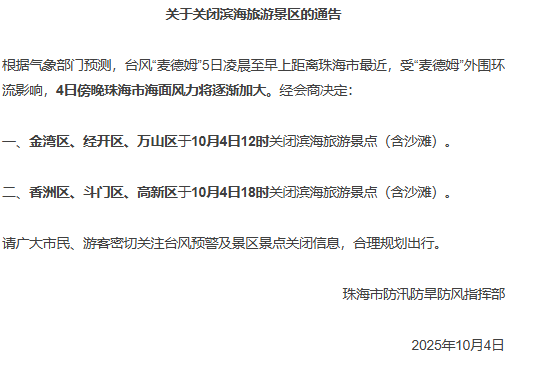 关于关闭滨海旅游景区的通告
根据气象部门预测，台风“麦德姆”5日凌晨至早上距离珠海市最近，受“麦德姆”外围环
流影响，4日傍晚珠海市海面风力将逐渐加大。经会商决定：
一、金湾区、经开区、万山区于10月4日12时关闭滨海旅游景点（含沙滩）。
二、香洲区、斗门区、高新区于10月4日18时关闭滨海旅游景点（含沙滩）。
请广大市民、游客密切关注台风预警及景区景点关闭信息，合理规划出行。
珠海市防汛防旱防风指挥部
2025年10月4日